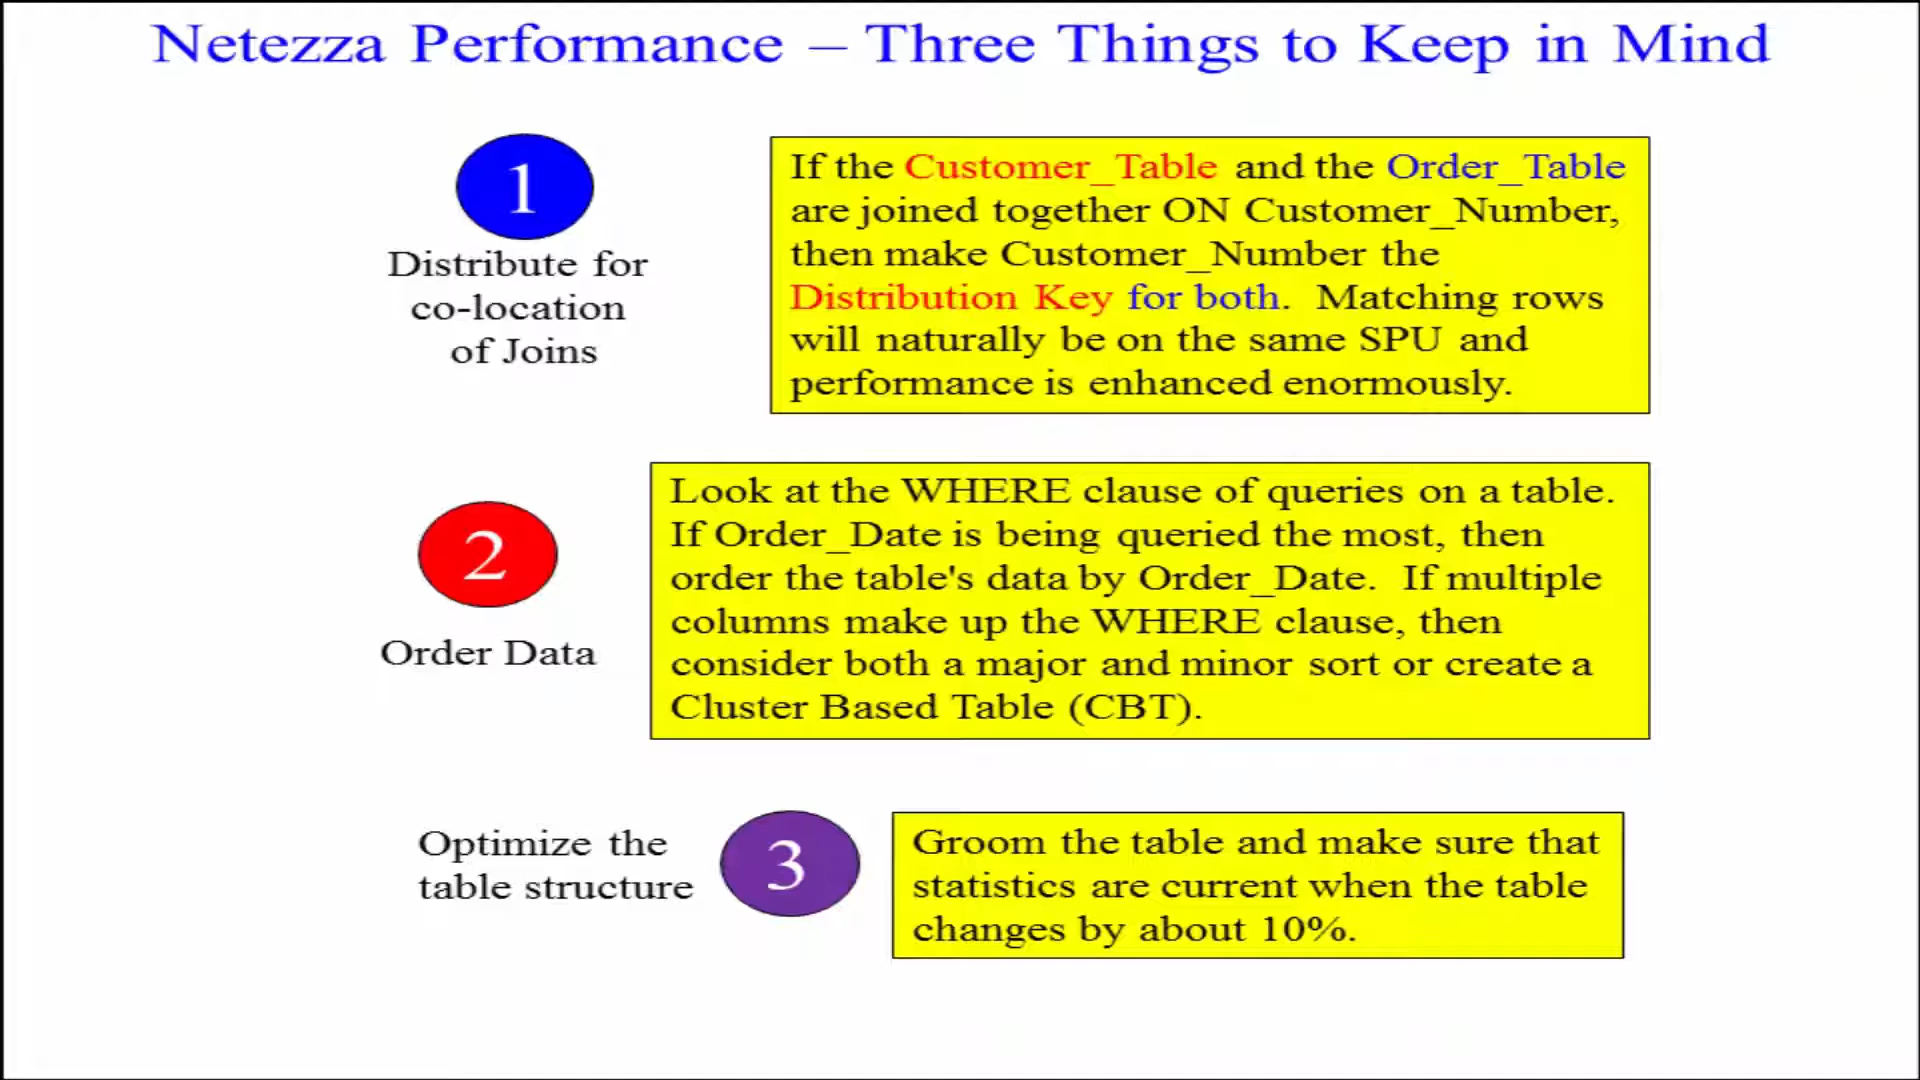 Netezza Performance – Three Things to Keep in Mind
1
Distribute for
co-location
of Joins
If the Customer_Table and the Order_Table
are joined together ON Customer_Number,
then make Customer_Number the
Distribution Key for both. Matching rows
will naturally be on the same SPU and
performance is enhanced enormously.
2
Order Data
Look at the WHERE clause of queries on a table.
If Order_Date is being queried the most, then
order the table's data by Order_Date. If multiple
columns make up the WHERE clause, then
consider both a major and minor sort or create a
Cluster Based Table (CBT).
Optimize the
table structure
3
Groom the table and make sure that
statistics are current when the table
changes by about 10%.